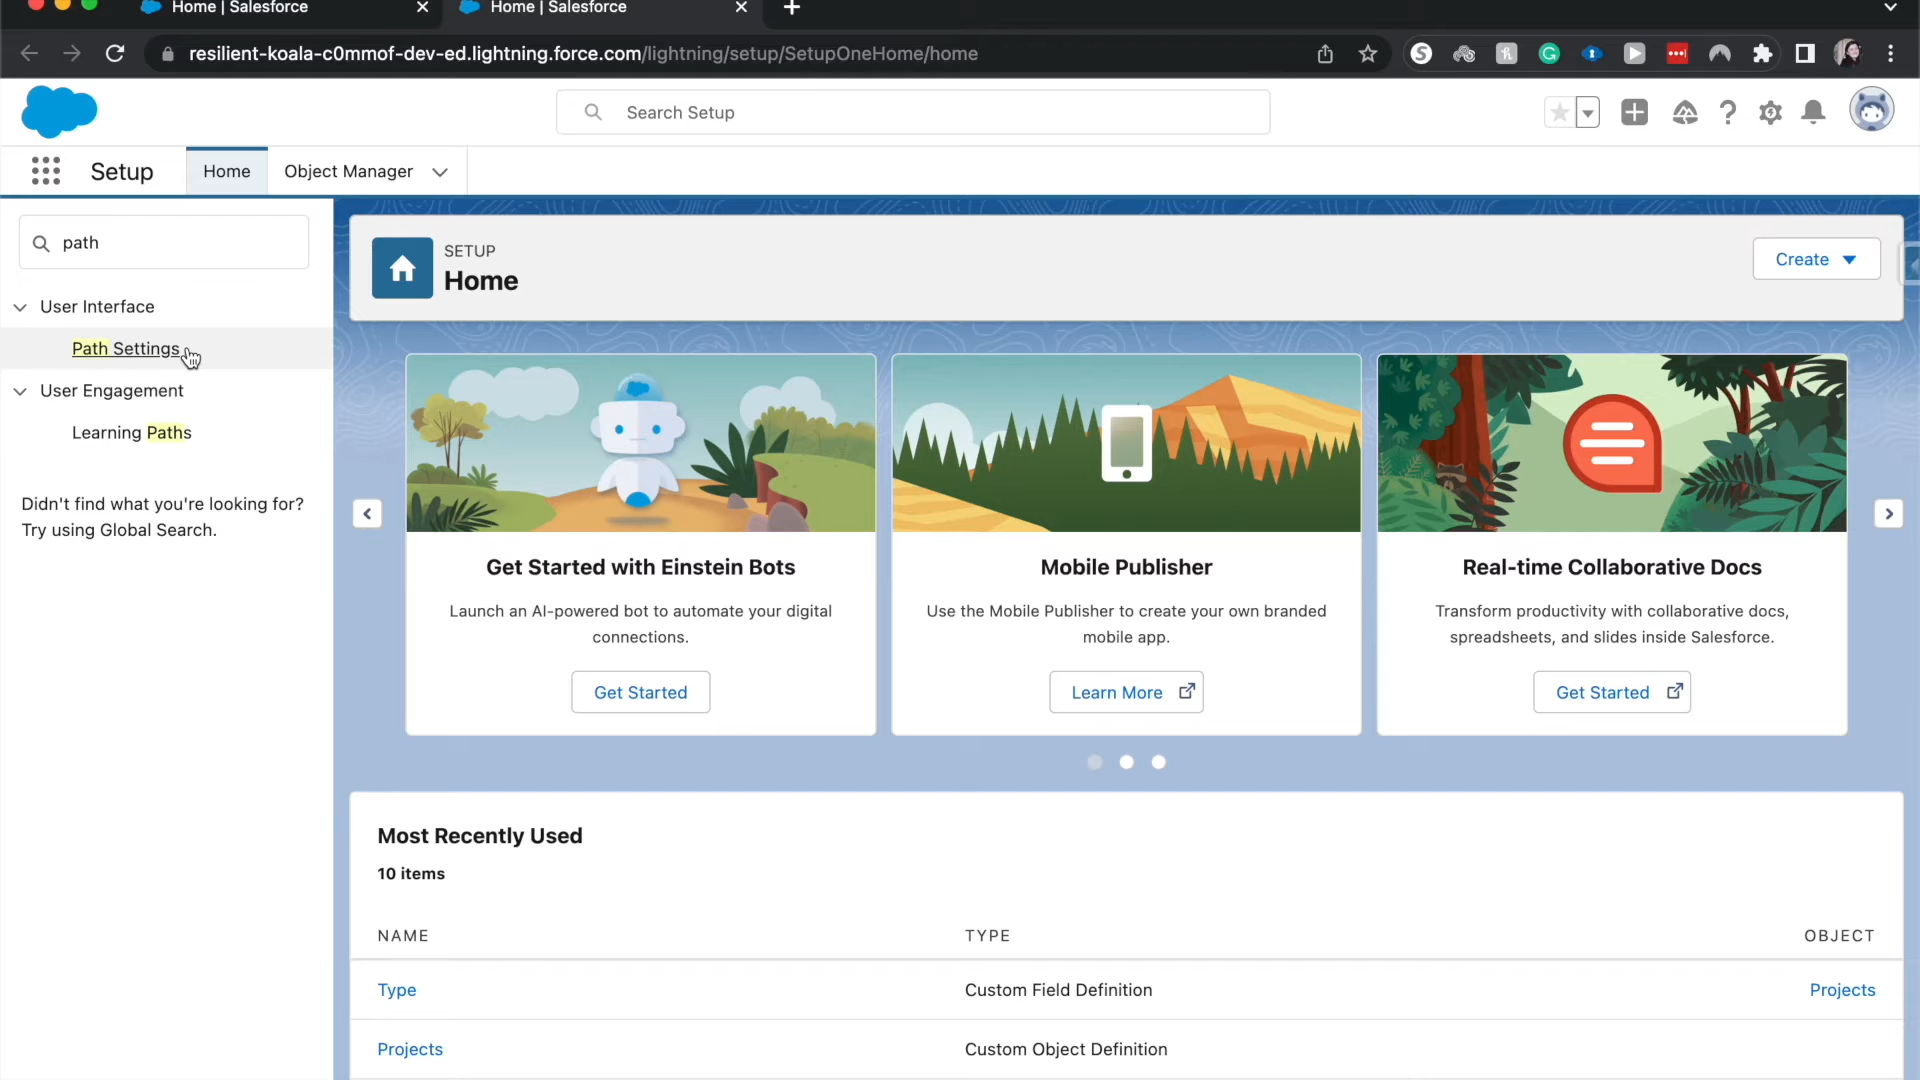 Home | Salesforce
Home | Salesforce
resilient-koala-c0mmof-dev-ed.lightning.force.com/lightning/setup/SetupOneHome/home
Search Setup
Setup
Home
Object Manager
path
User Interface
Path Settings
User Engagement
Learning Paths
Didn't find what you're looking for?
Try using Global Search.
SETUP
Home
Create
Get Started with Einstein Bots
Launch an AI-powered bot to automate your digital
connections.
Get Started
Mobile Publisher
Use the Mobile Publisher to create your own branded
mobile app.
Learn More
Real-time Collaborative Docs
Transform productivity with collaborative docs,
spreadsheets, and slides inside Salesforce.
Get Started
Most Recently Used
10 items
NAME TYPE OBJECT
Type Custom Field Definition Projects
Projects Custom Object Definition